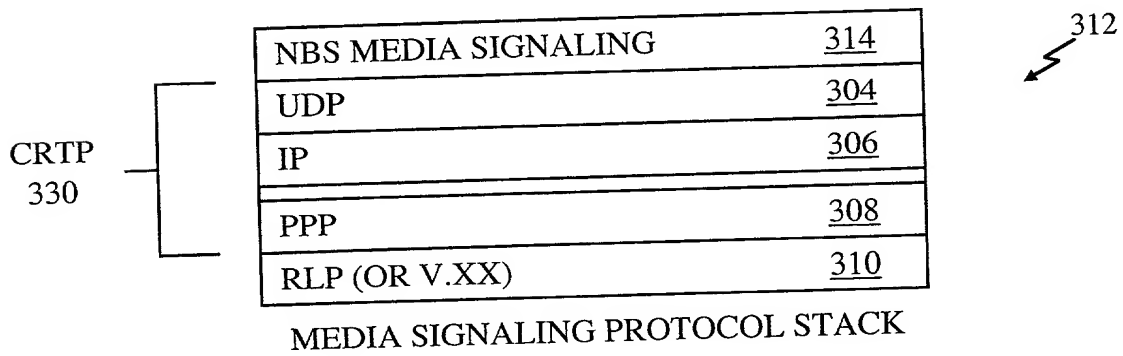 312
NBS MEDIA SIGNALING 314
UDP 304
IP 306
CRTP
330
PPP 308
RLP (OR V.XX) 310
MEDIA SIGNALING PROTOCOL STACK